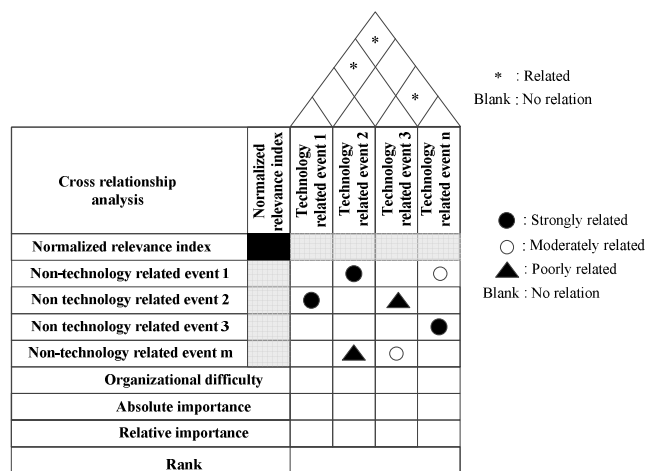 *
*
*
* : Related
Blank : No relation
Cross relationship
analysis
Normalized
relevance index
Technology
related event 1
Technology
related event 2
Technology
related event 3
Technology
related event n
: Strongly related
: Moderately related
: Poorly related
Blank : No relation
Normalized relevance index
Non-technology related event 1
Non technology related event 2
Non technology related event 3
Non-technology related event m
Organizational difficulty
Absolute importance
Relative importance
Rank